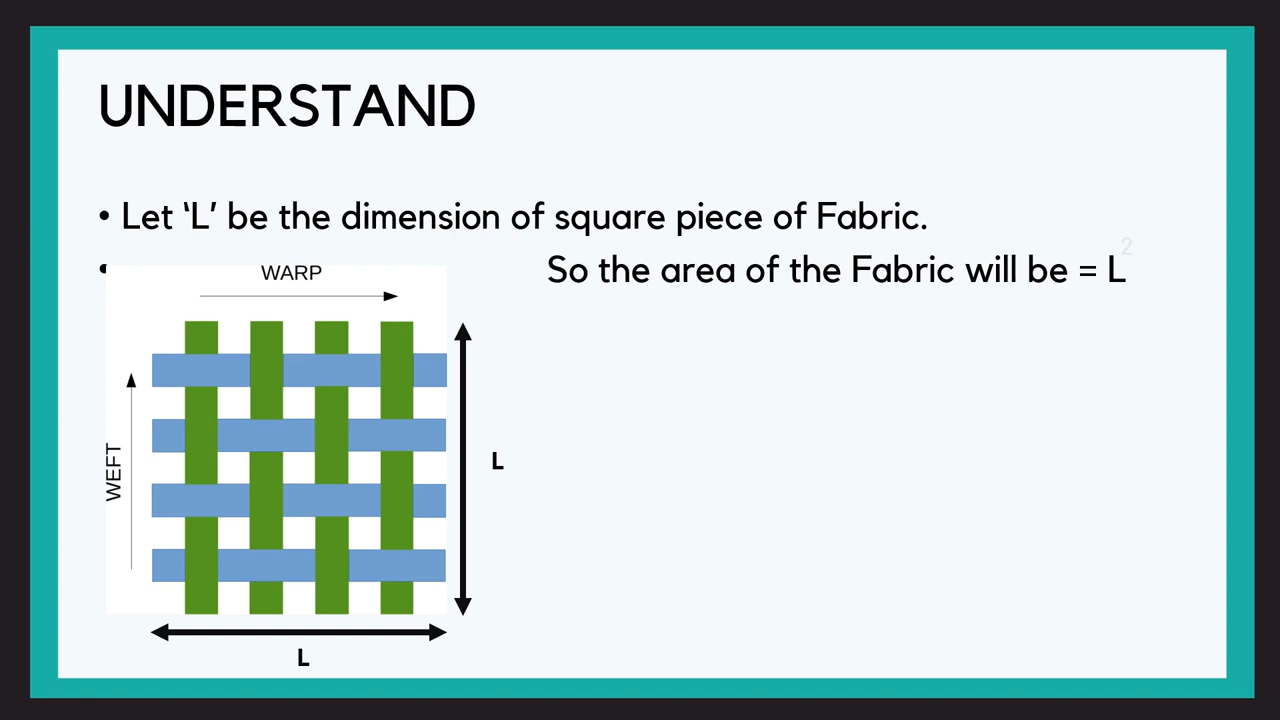 UNDERSTAND
• Let ‘L’ be the dimension of square piece of Fabric.
• So the area of the Fabric will be = L²
WARP
WEFT
L
L